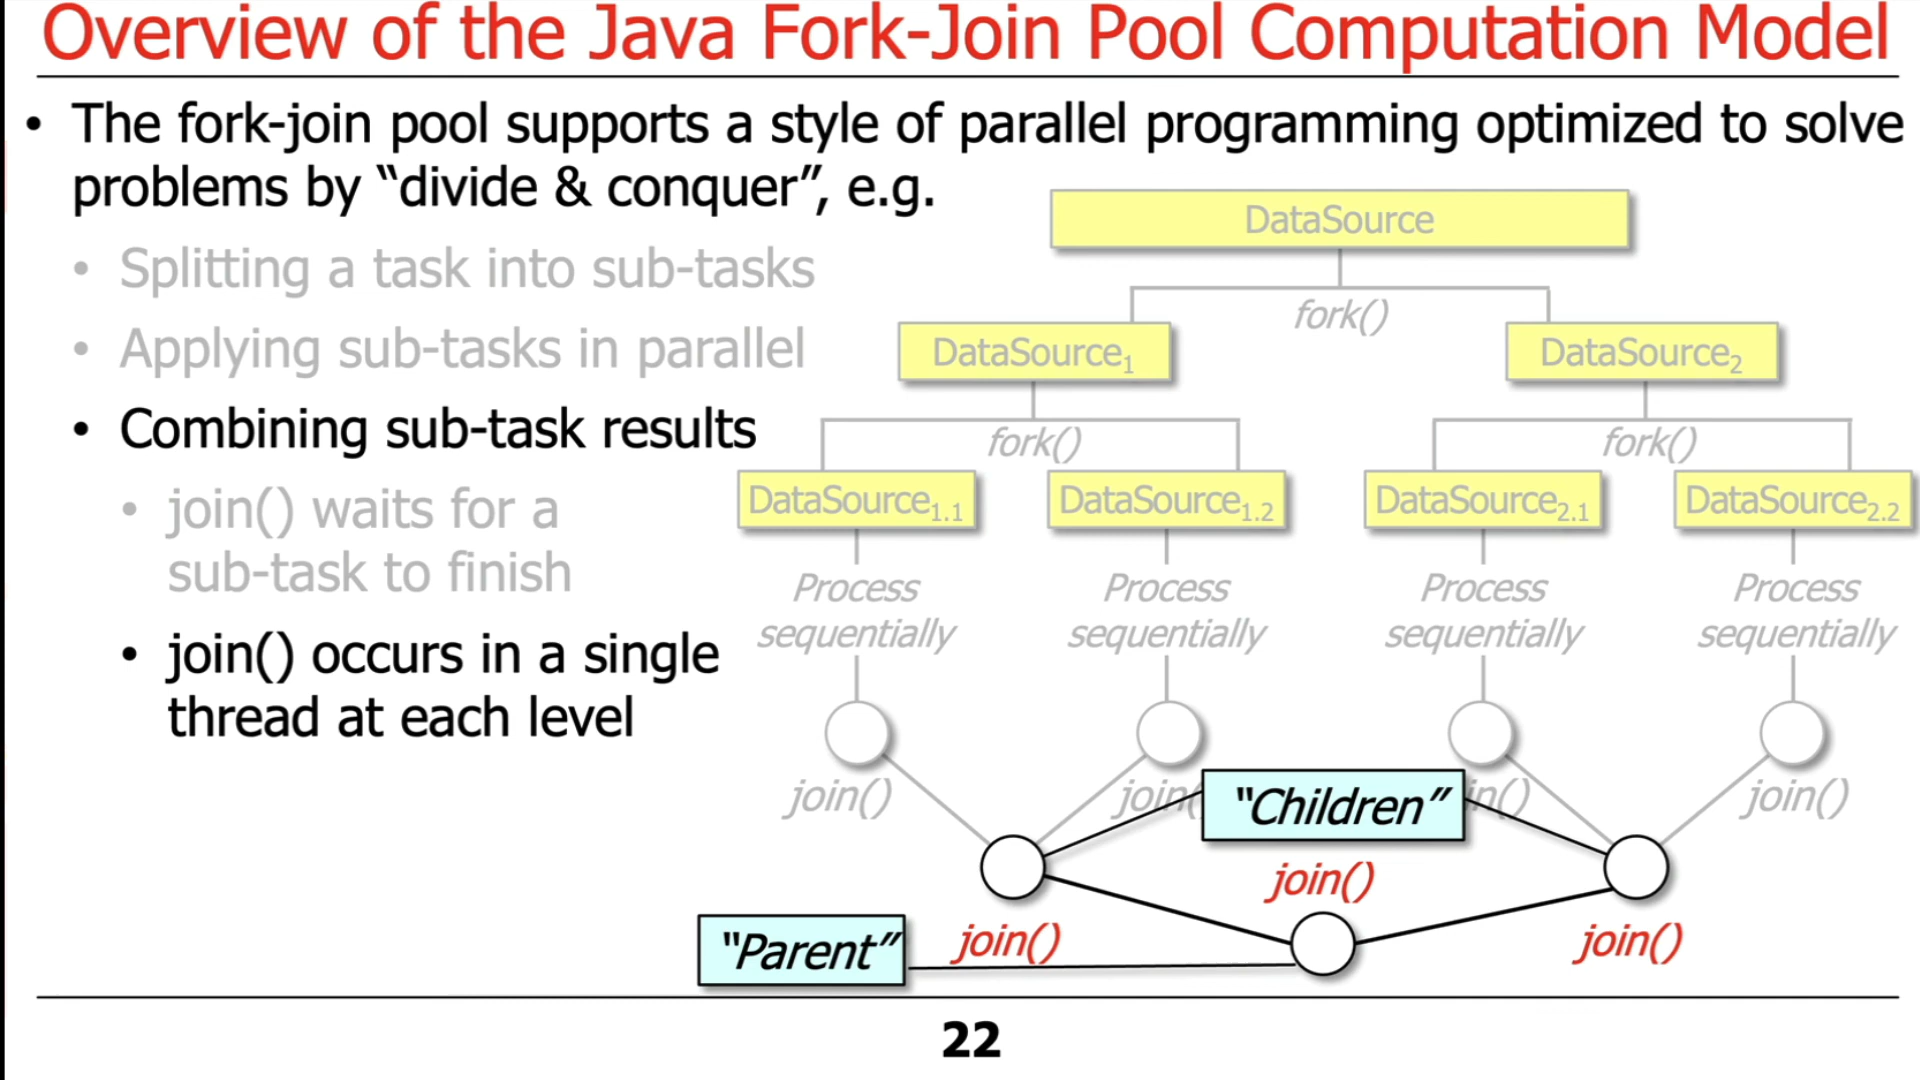 Overview of the Java Fork-Join Pool Computation Model
• The fork-join pool supports a style of parallel programming optimized to solve
problems by “divide & conquer”, e.g.
• Splitting a task into sub-tasks
• Applying sub-tasks in parallel
• Combining sub-task results
• join() waits for a
sub-task to finish
• join() occurs in a single
thread at each level
DataSource
fork()
DataSource1
DataSource2
fork()
fork()
DataSource1.1
DataSource1.2
DataSource2.1
DataSource2.2
Process
sequentially
Process
sequentially
Process
sequentially
Process
sequentially
join()
join(
“Children”
in()
join()
join()
“Parent”
join()
join()
22